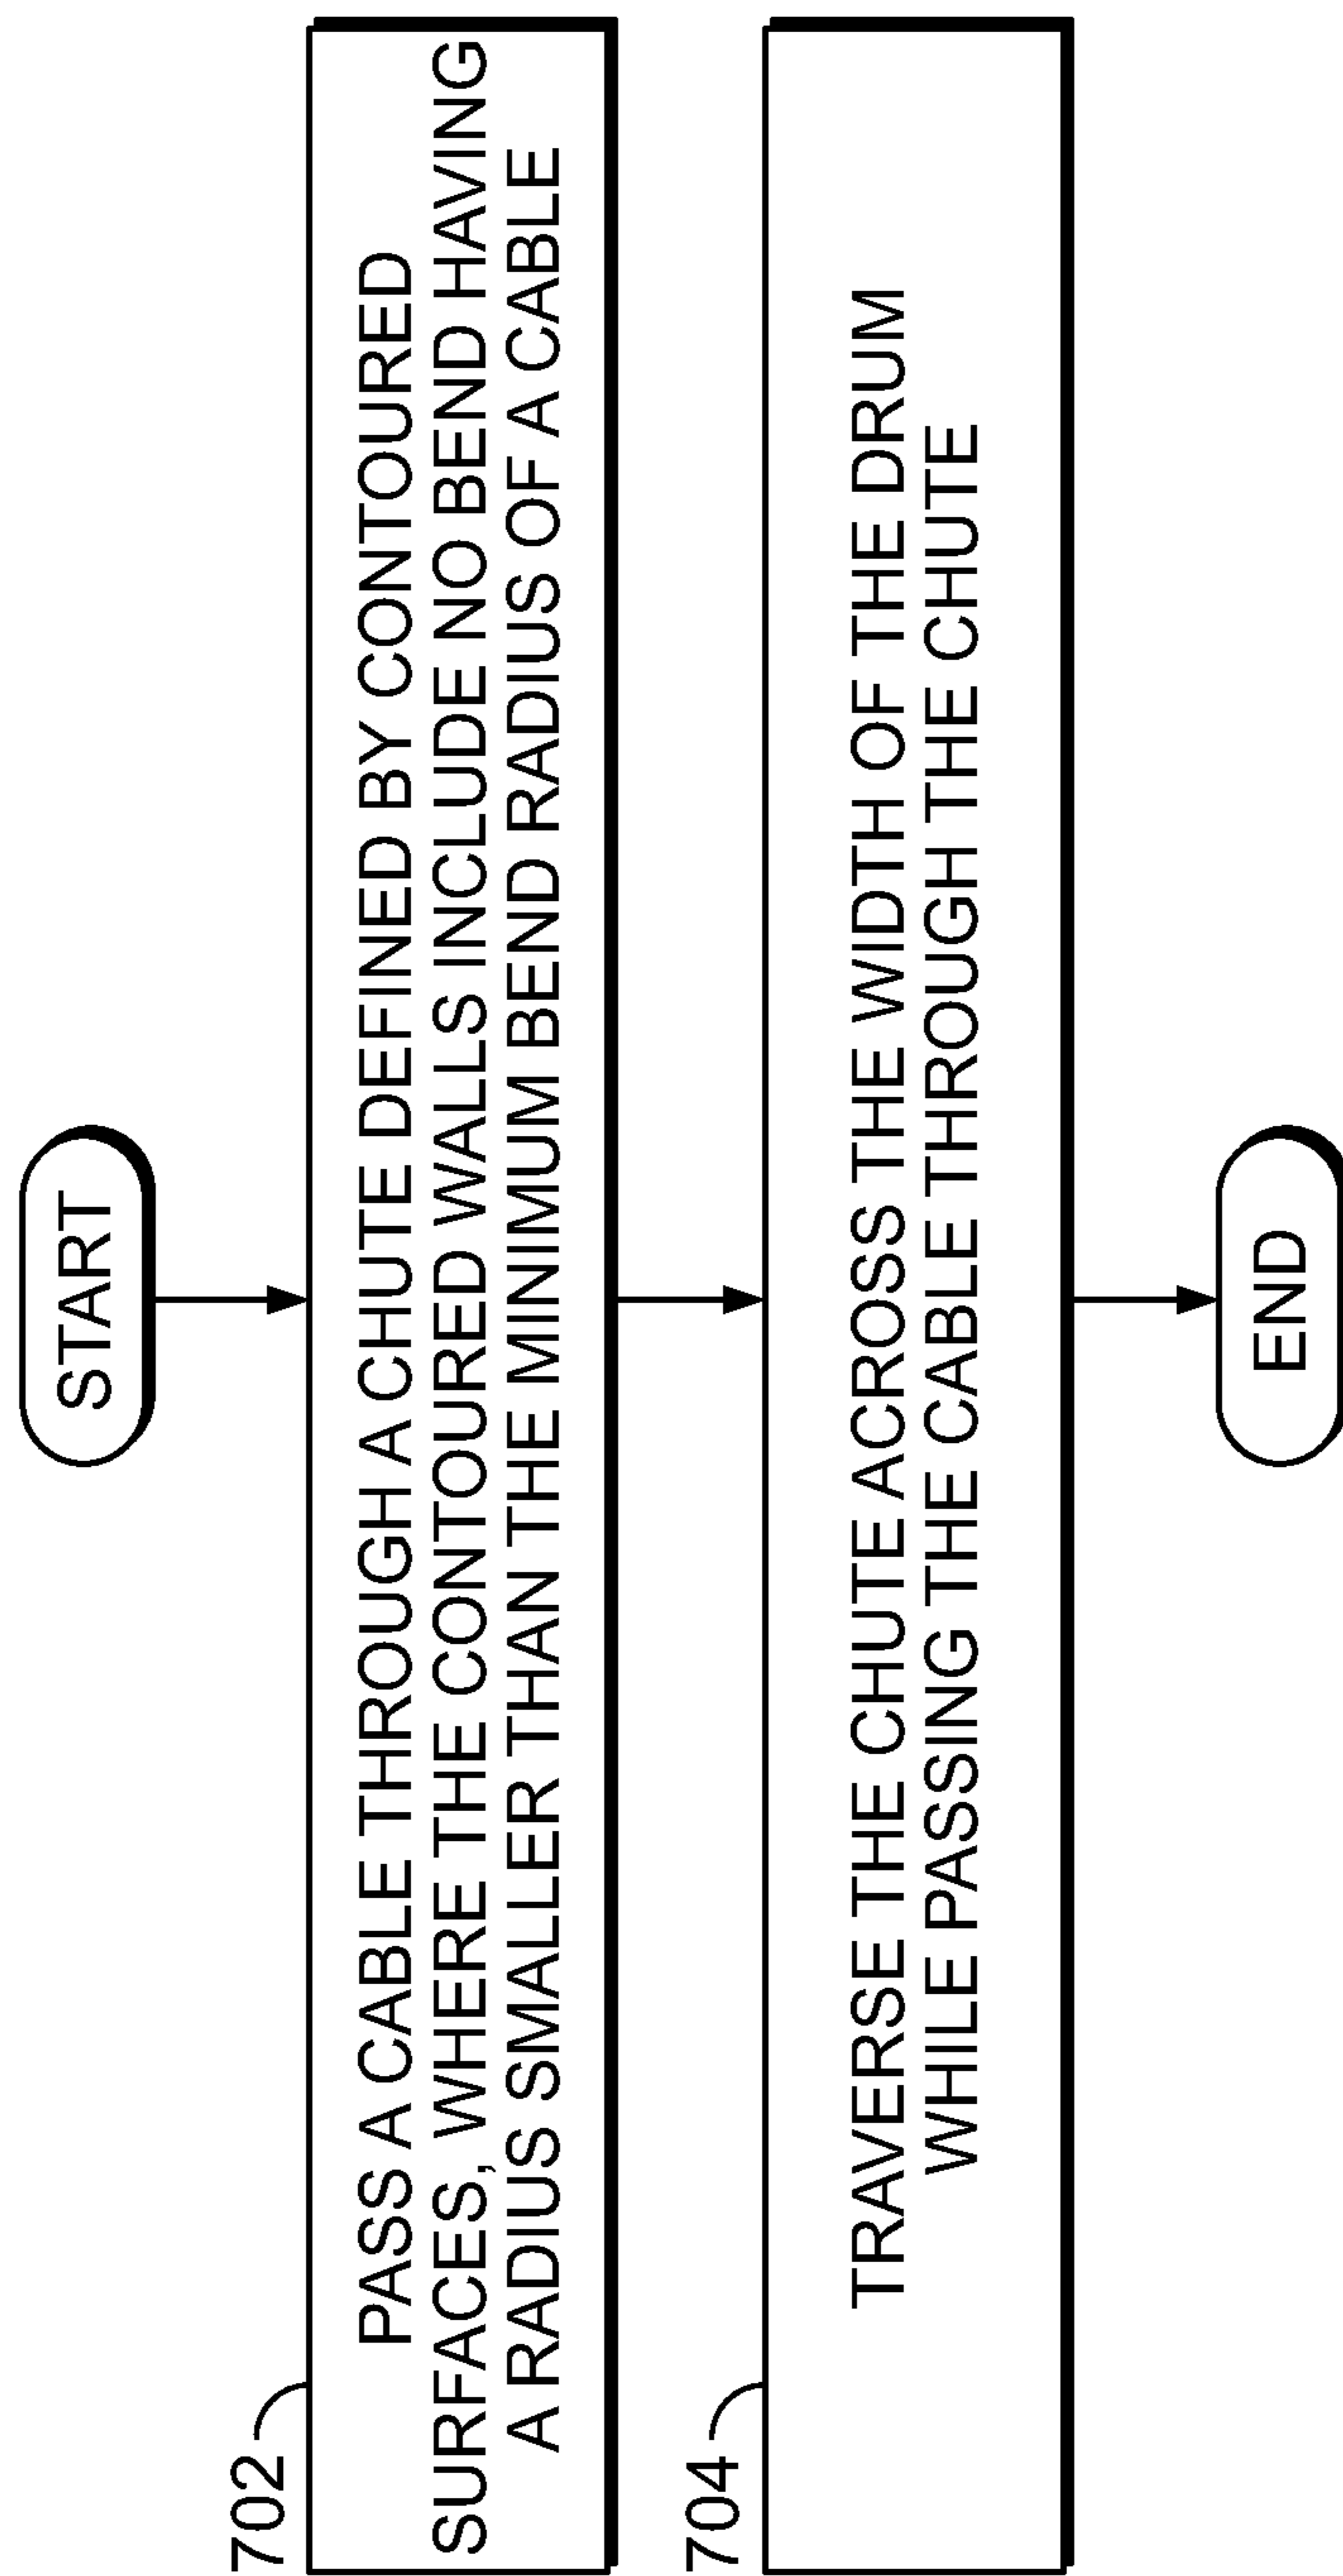 START
702
PASS A CABLE THROUGH A CHUTE DEFINED BY CONTOURED
SURFACES, WHERE THE CONTOURED WALLS INCLUDE NO BEND HAVING
A RADIUS SMALLER THAN THE MINIMUM BEND RADIUS OF A CABLE
704
TRAVERSE THE CHUTE ACROSS THE WIDTH OF THE DRUM
WHILE PASSING THE CABLE THROUGH THE CHUTE
END